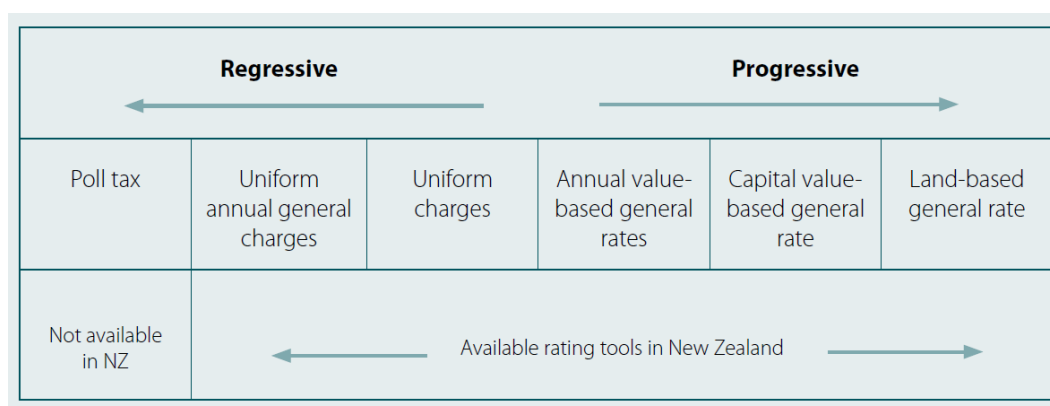 Regressive
Progressive
Poll tax
Uniform
annual general
charges
Uniform
charges
Annual value-
based general
rates
Capital value-
based general
rate
Land-based
general rate
Not available
in NZ
Available rating tools in New Zealand